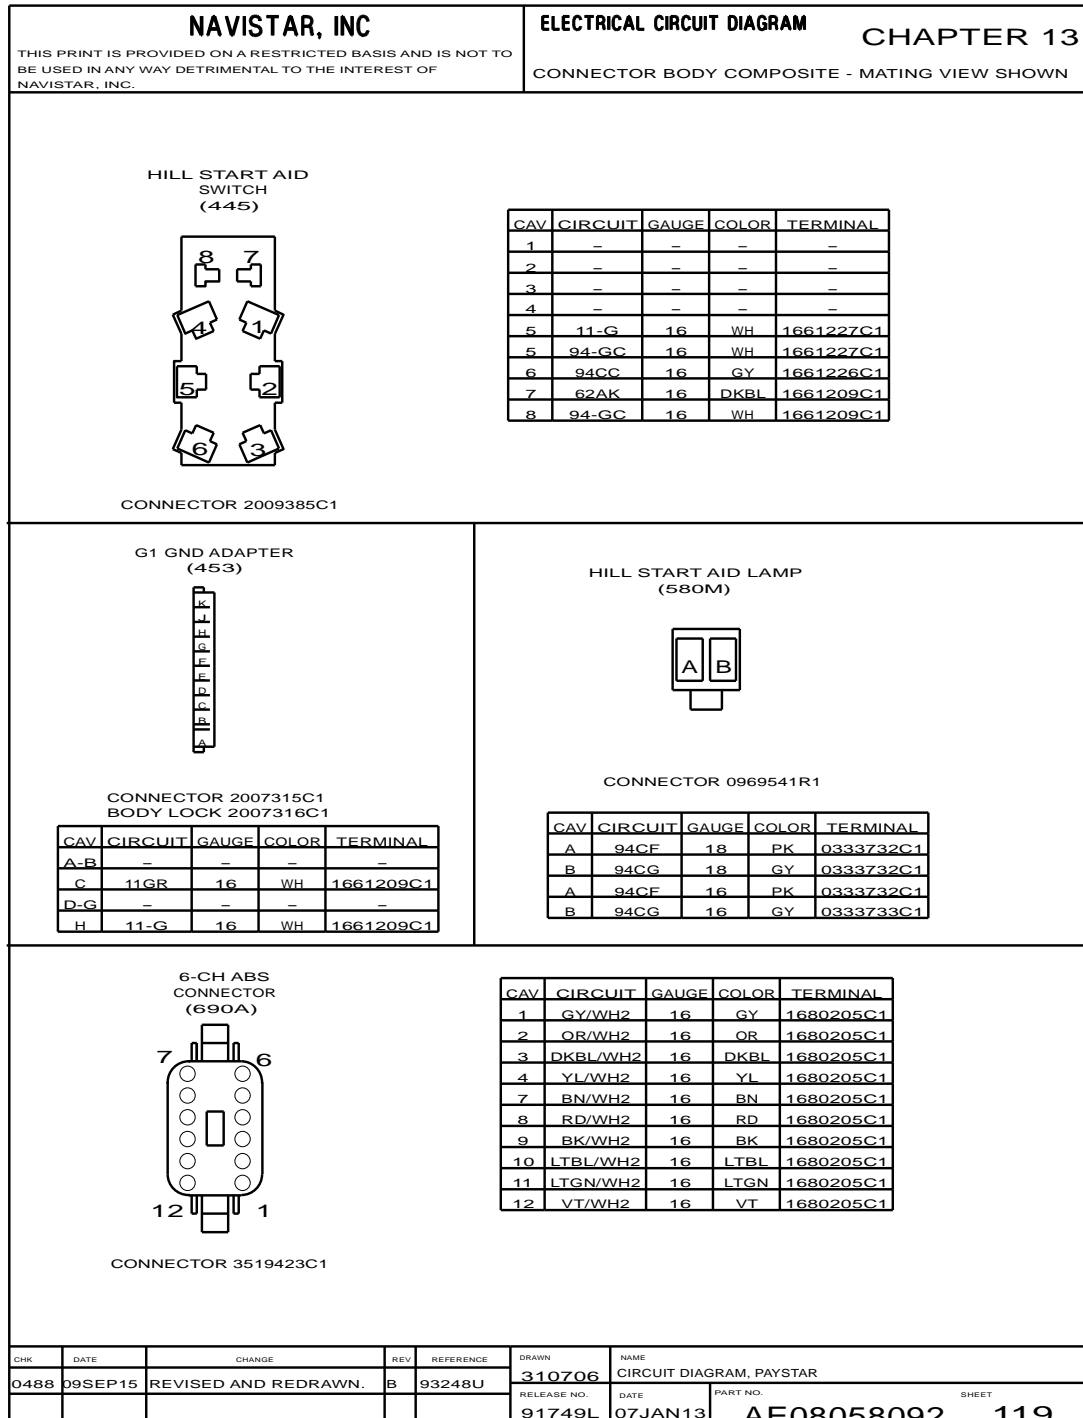 NAVISTAR, INC
THIS PRINT IS PROVIDED ON A RESTRICTED BASIS AND IS NOT TO
BE USED IN ANY WAY DETRIMENTAL TO THE INTEREST OF
NAVISTAR, INC.
ELECTRICAL CIRCUIT DIAGRAM
CHAPTER 13
CONNECTOR BODY COMPOSITE - MATING VIEW SHOWN
HILL START AID
SWITCH
(445)
8 7
4 1
5 2
6 3
CONNECTOR 2009385C1
CAV CIRCUIT GAUGE COLOR TERMINAL
1 – – – –
2 – – – –
3 – – – –
4 – – – –
5 11-G 16 WH 1661227C1
5 94-GC 16 WH 1661227C1
6 94CC 16 GY 1661226C1
7 62AK 16 DKBL 1661209C1
8 94-GC 16 WH 1661209C1
G1 GND ADAPTER
(453)
K
J
H
G
F
E
D
C
B
A
CONNECTOR 2007315C1
BODY LOCK 2007316C1
CAV CIRCUIT GAUGE COLOR TERMINAL
A-B – – – –
C 11GR 16 WH 1661209C1
D-G – – – –
H 11-G 16 WH 1661209C1
HILL START AID LAMP
(580M)
A B
CONNECTOR 0969541R1
CAV CIRCUIT GAUGE COLOR TERMINAL
A 94CF 18 PK 0333732C1
B 94CG 18 GY 0333732C1
A 94CF 16 PK 0333732C1
B 94CG 16 GY 0333733C1
6-CH ABS
CONNECTOR
(690A)
7 6
12 1
CONNECTOR 3519423C1
CAV CIRCUIT GAUGE COLOR TERMINAL
1 GY/WH2 16 GY 1680205C1
2 OR/WH2 16 OR 1680205C1
3 DKBL/WH2 16 DKBL 1680205C1
4 YL/WH2 16 YL 1680205C1
7 BN/WH2 16 BN 1680205C1
8 RD/WH2 16 RD 1680205C1
9 BK/WH2 16 BK 1680205C1
10 LTBL/WH2 16 LTBL 1680205C1
11 LTGN/WH2 16 LTGN 1680205C1
12 VT/WH2 16 VT 1680205C1
CHK DATE CHANGE REV REFERENCE
0488 09SEP15 REVISED AND REDRAWN. B 93248U
DRAWN
310706
NAME
CIRCUIT DIAGRAM, PAYSTAR
RELEASE NO.
91749L
DATE
07JAN13
PART NO.
AE08058092
SHEET
119